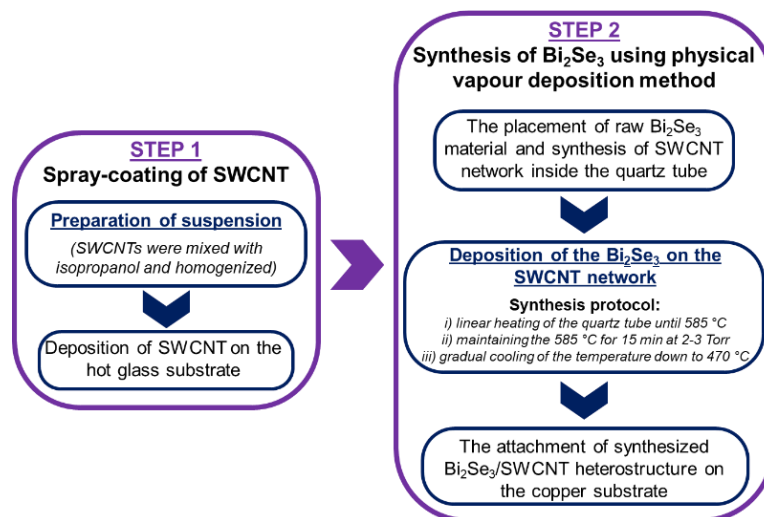 STEP 1
Spray-coating of SWCNT
Preparation of suspension
(SWCNTs were mixed with
isopropanol and homogenized)
Deposition of SWCNT on the
hot glass substrate
STEP 2
Synthesis of Bi₂Se₃ using physical
vapour deposition method
The placement of raw Bi₂Se₃
material and synthesis of SWCNT
network inside the quartz tube
Deposition of the Bi₂Se₃ on the
SWCNT network
Synthesis protocol:
i) linear heating of the quartz tube until 585 °C
ii) maintaining the 585 °C for 15 min at 2-3 Torr
iii) gradual cooling of the temperature down to 470 °C
The attachment of synthesized
Bi₂Se₃/SWCNT heterostructure on
the copper substrate